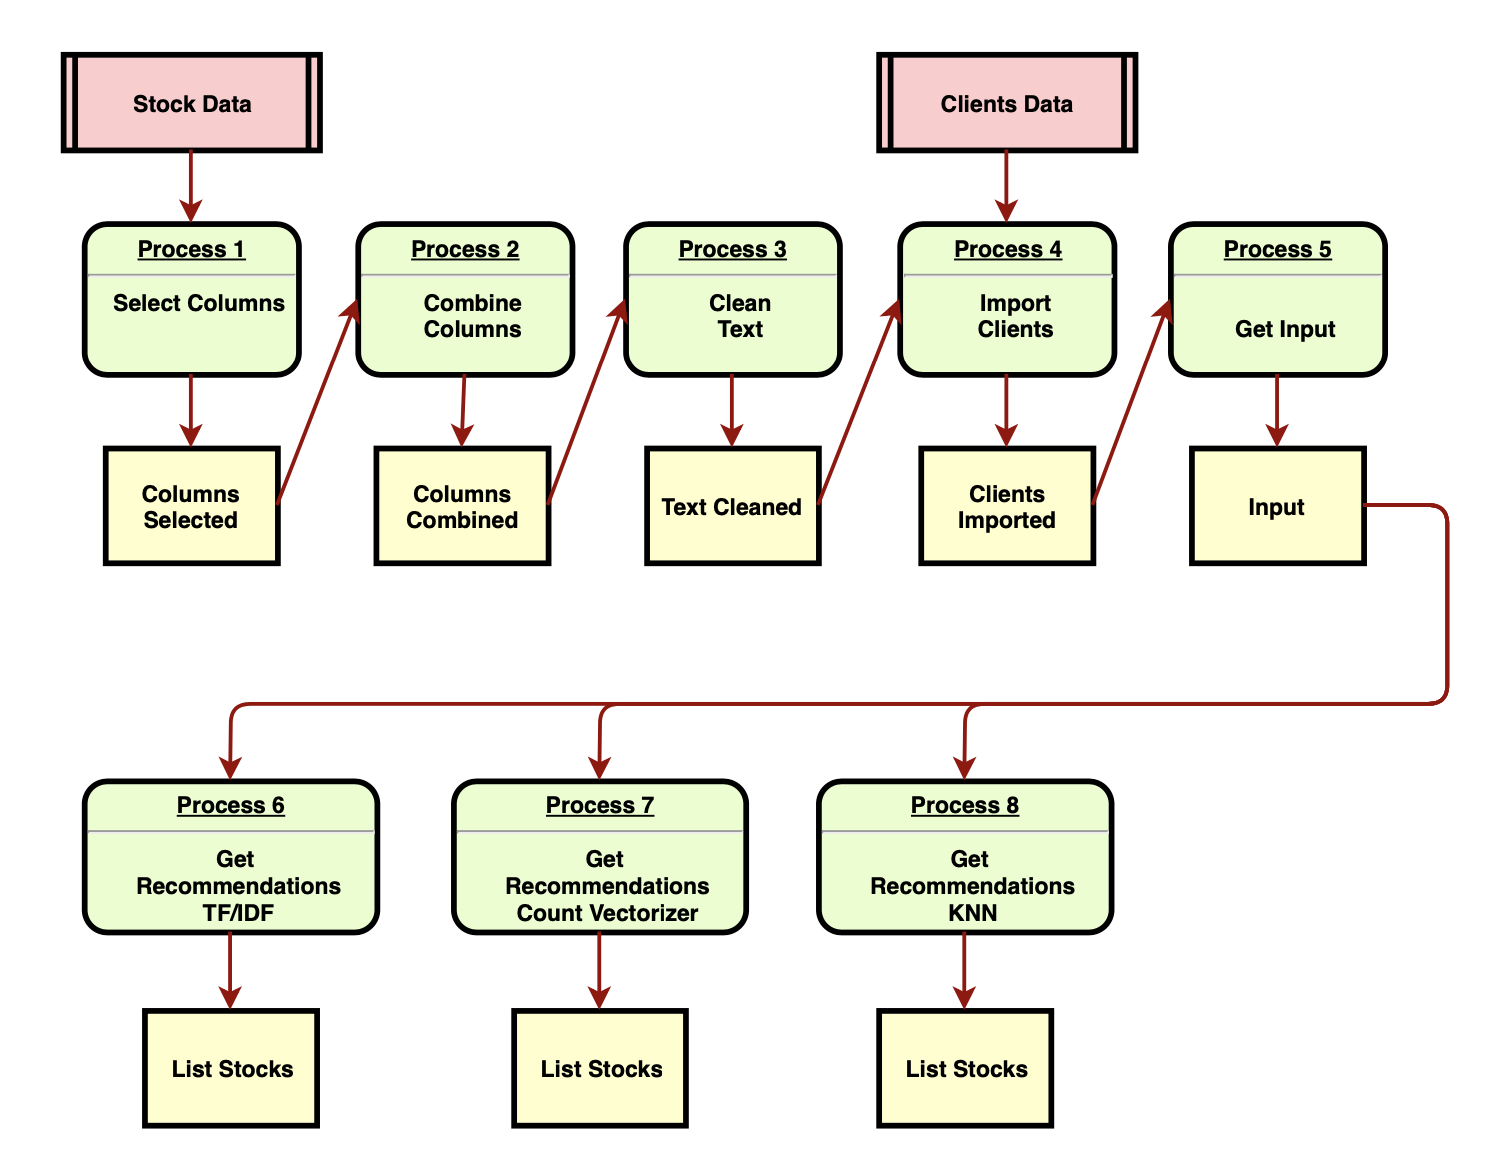 Stock Data
Clients Data
Process 1
Select Columns
Process 2
Combine
Columns
Process 3
Clean
Text
Process 4
Import
Clients
Process 5
Get Input
Columns
Selected
Columns
Combined
Text Cleaned
Clients
Imported
Input
Process 6
Get
Recommendations
TF/IDF
Process 7
Get
Recommendations
Count Vectorizer
Process 8
Get
Recommendations
KNN
List Stocks
List Stocks
List Stocks